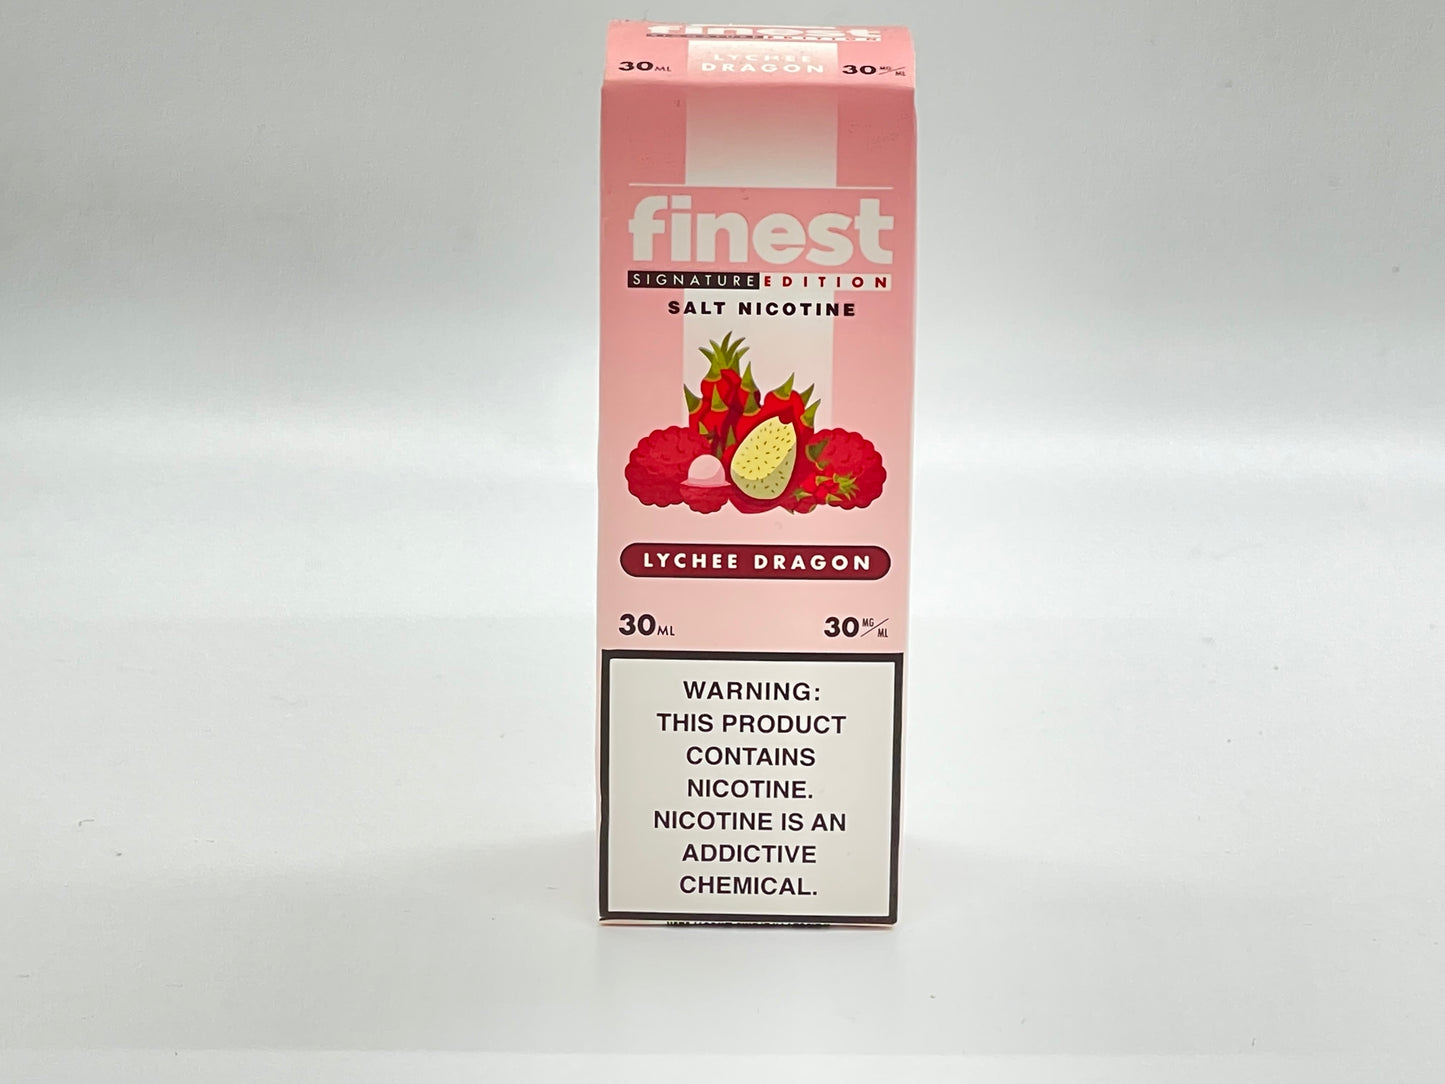 finest
LYCHEE
30ML DRAGON 30MG/ML
finest
SIGNATURE EDITION
SALT NICOTINE
LYCHEE DRAGON
30ML 30MG/ML
WARNING:
THIS PRODUCT
CONTAINS
NICOTINE.
NICOTINE IS AN
ADDICTIVE
CHEMICAL.